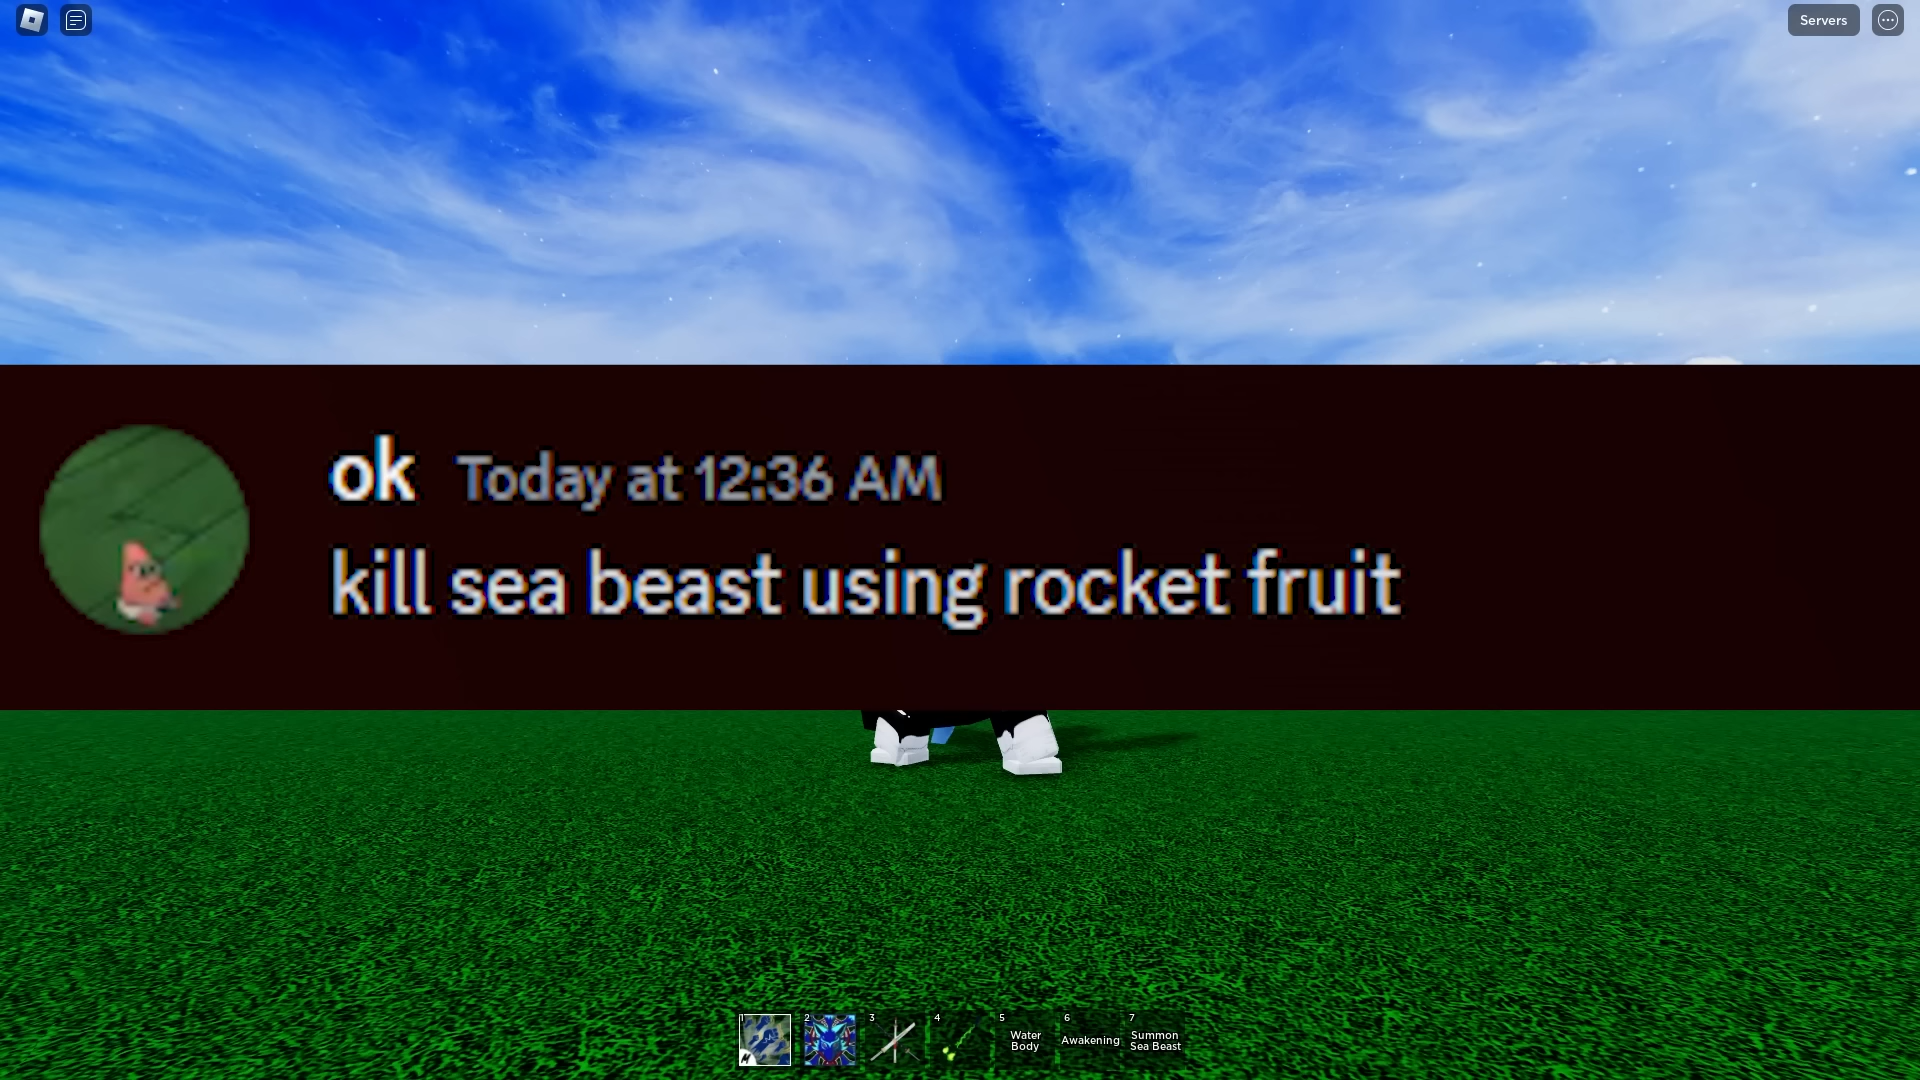 Servers
ok Today at 12:36 AM
kill sea beast using rocket fruit
1 2 3 4 5 6 7
Water Body Awakening Summon Sea Beast